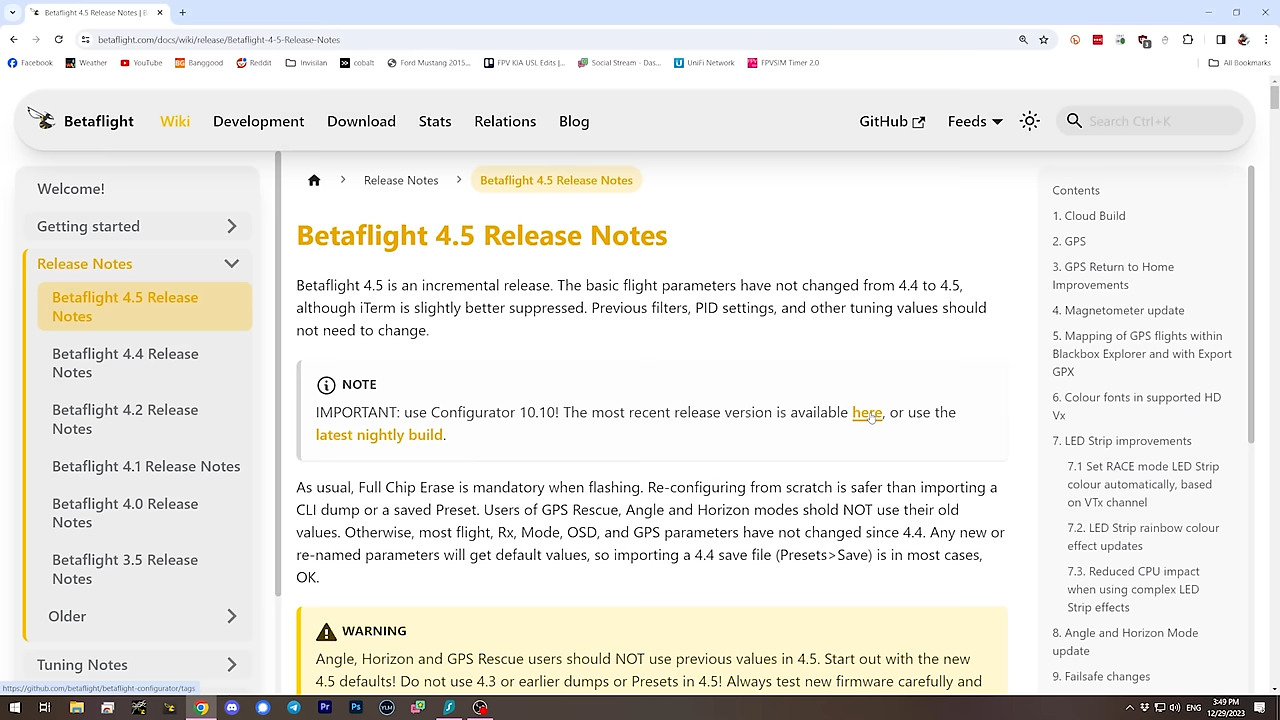 Betaflight 4.5 Release Notes | B
betaflight.com/docs/wiki/release/Betaflight-4-5-Release-Notes
Facebook Weather YouTube Banggood Reddit Invisilan cobalt Ford Mustang 2015... FPV KIA USL Edits |... Social Stream - Das... UniFi Network FPVSIM Timer 2.0 All Bookmarks
Betaflight Wiki Development Download Stats Relations Blog GitHub Feeds Search Ctrl+K
Welcome!
Getting started
Release Notes
Betaflight 4.5 Release
Notes
Betaflight 4.4 Release
Notes
Betaflight 4.2 Release
Notes
Betaflight 4.1 Release Notes
Betaflight 4.0 Release
Notes
Betaflight 3.5 Release
Notes
Older
Tuning Notes
https://github.com/betaflight/betaflight-configurator/tags
Release Notes Betaflight 4.5 Release Notes
Betaflight 4.5 Release Notes
Betaflight 4.5 is an incremental release. The basic flight parameters have not changed from 4.4 to 4.5,
although iTerm is slightly better suppressed. Previous filters, PID settings, and other tuning values should
not need to change.
NOTE
IMPORTANT: use Configurator 10.10! The most recent release version is available here, or use the
latest nightly build.
As usual, Full Chip Erase is mandatory when flashing. Re-configuring from scratch is safer than importing a
CLI dump or a saved Preset. Users of GPS Rescue, Angle and Horizon modes shold NOT use their old
values. Otherwise, most flight, Rx, Mode, OSD, and GPS parameters have not changed since 4.4. Any new or
re-named parameters will get default values, so importing a 4.4 save file (Presets>Save) is in most cases,
OK.
WARNING
Angle, Horizon and GPS Rescue users should NOT use previous values in 4.5. Start out with the new
4.5 defaults! Do not use 4.3 or earlier dumps or Presets in 4.5! Always test new firmware carefully and
Contents
1. Cloud Build
2. GPS
3. GPS Return to Home
Improvements
4. Magnetometer update
5. Mapping of GPS flights within
Blackbox Explorer and with Export
GPX
6. Colour fonts in supported HD
Vx
7. LED Strip improvements
7.1 Set RACE mode LED Strip
colour automatically, based
on VTx channel
7.2. LED Strip rainbow colour
effect updates
7.3. Reduced CPU impact
when using complex LED
Strip effects
8. Angle and Horizon Mode
update
9. Failsafe changes
ENG
3:49 PM
12/29/2023